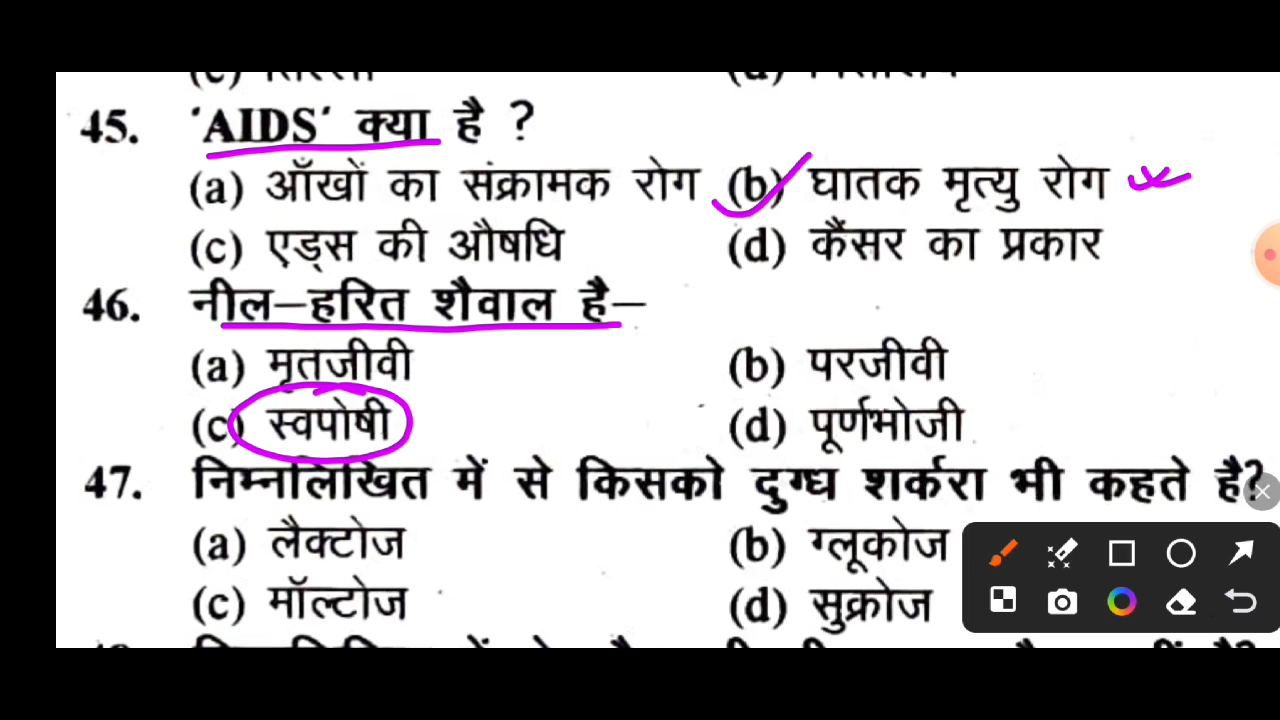 45. 'AIDS' क्या है ?
(a) आँखों का संक्रामक रोग (b) घातक मृत्यु रोग
(c) एड्स की औषधि (d) कैंसर का प्रकार
46. नील–हरित शैवाल है–
(a) मृतजीवी (b) परजीवी
(c) स्वपोषी (d) पूर्णभोजी
47. निम्नलिखित में से किसको दुग्ध शर्करा भी कहते है?
(a) लैक्टोज (b) ग्लूकोज
(c) मॉल्टोज (d) सुक्रोज